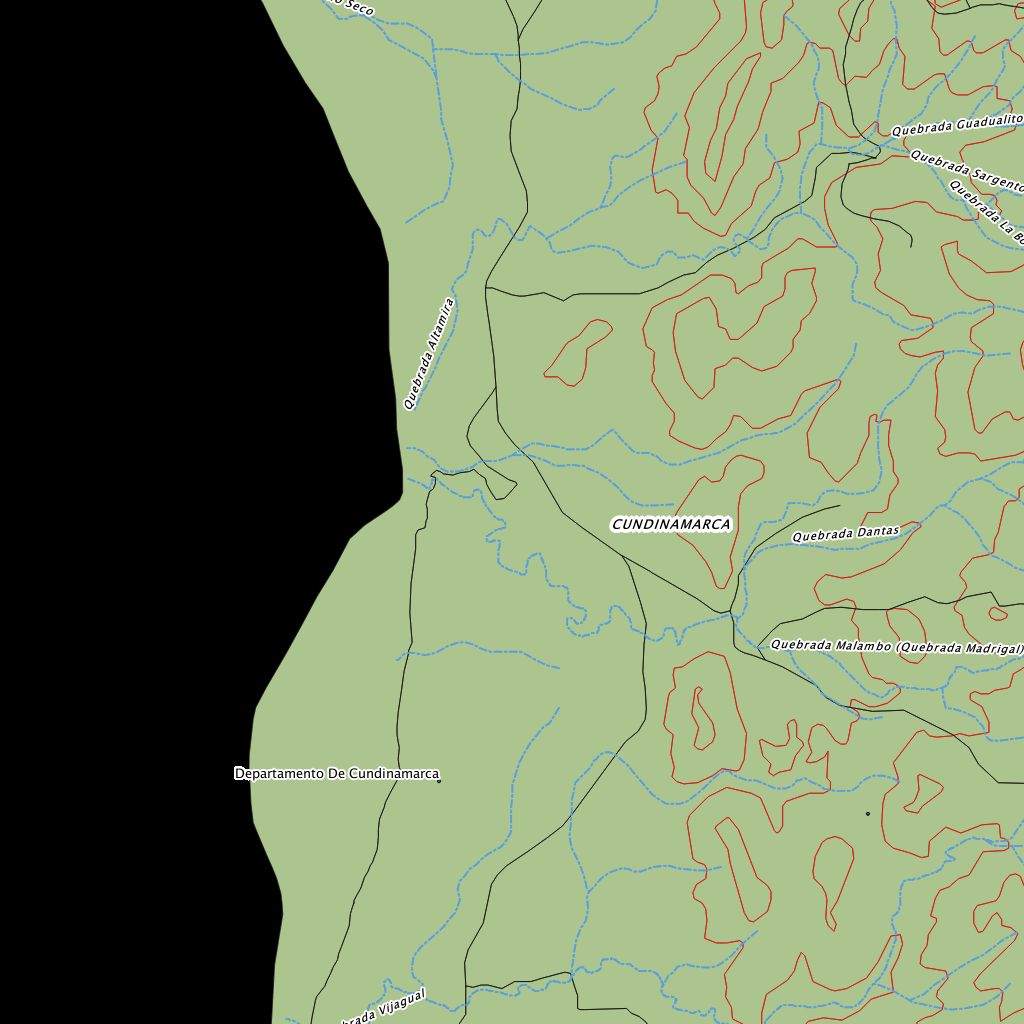 Seco
Quebrada Guadualito
Quebrada Sargento
Quebrada La
Quebrada Altamira
CUNDINAMARCA
Quebrada Dantas
Quebrada Malambo (Quebrada Madrigal)
Departamento De Cundinamarca
brada Vijagual